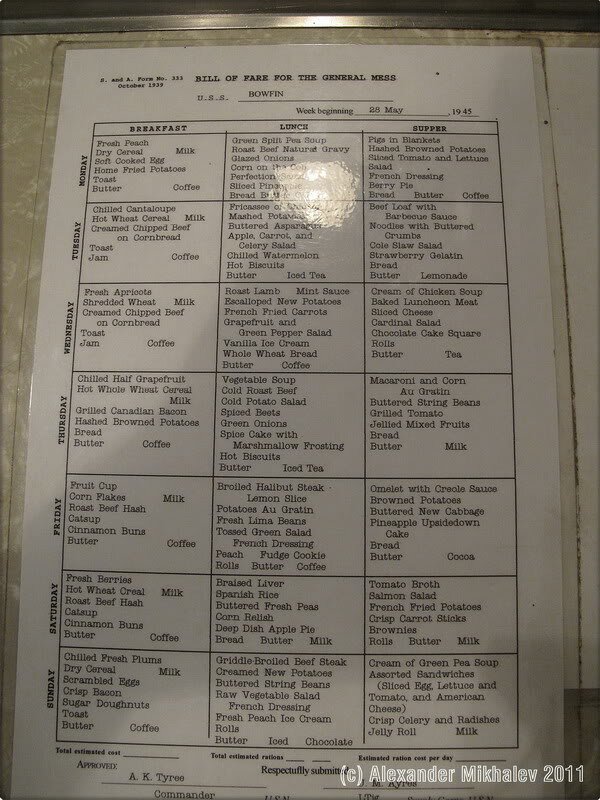 S. and A. Form No. 333
October 1939
BILL OF FARE FOR THE GENERAL MESS
U.S.S. BOWFIN
Week beginning 28 May , 1945
BREAKFAST LUNCH SUPPER
MONDAY
Fresh Peach
Dry Cereal Milk
Soft Cooked Egg
Home Fried Potatoes
Toast
Butter Coffee
Green Split Pea Soup
Roast Beef Natural Gravy
Glazed Onions
Corn on the Cob
Perfection
Sliced
Bread
Pigs in Blankets
Hashed Browned Potatoes
Sliced Tomato and Lettuce
Salad
French Dressing
Berry Pie
Bread Butter Coffee
TUESDAY
Chilled Cantaloupe
Hot Wheat Cereal Milk
Creamed Chipped Beef
on Cornbread
Toast
Jam Coffee
Fricassee of
Mashed
Buttered Asparagus
Apple, Carrot, and
Celery Salad
Chilled Watermelon
Hot Biscuits
Butter Iced Tea
Beef Loaf with
Barbecue Sauce
Noodles with Buttered
Crumbs
Cole Slaw Salad
Strawberry Gelatin
Bread
Butter Lemonade
WEDNESDAY
Fresh Apricots
Shredded Wheat Milk
Creamed Chipped Beef
on Cornbread
Toast
Jam Coffee
Roast Lamb Mint Sauce
Escalloped New Potatoes
French Fried Carrots
Grapefruit and
Green Pepper Salad
Vanilla Ice Cream
Whole Wheat Bread
Butter Coffee
Cream of Chicken Soup
Baked Luncheon Meat
Sliced Cheese
Cardinal Salad
Chocolate Cake Square
Rolls
Butter Tea
THURSDAY
Chilled Half Grapefruit
Hot Whole Wheat Cereal
Milk
Grilled Canadian Bacon
Hashed Browned Potatoes
Bread
Butter Coffee
Vegetable Soup
Cold Roast Beef
Cold Potato Salad
Spiced Beets
Green Onions
Spice Cake with
Marshmallow Frosting
Hot Biscuits
Butter Iced Tea
Macaroni and Corn
Au Gratin
Buttered String Beans
Grilled Tomato
Jellied Mixed Fruits
Bread
Butter Milk
FRIDAY
Fruit Cup
Corn Flakes Milk
Roast Beef Hash
Catsup
Cinnamon Buns
Butter Coffee
Broiled Halibut Steak
Lemon Slice
Potatoes Au Gratin
Fresh Lima Beans
Tossed Green Salad
French Dressing
Peach Fudge Cookie
Rolls Butter Coffee
Omelet with Creole Sauce
Browned Potatoes
Buttered New Cabbage
Pineapple Upsidedown
Cake
Bread
Butter Cocoa
SATURDAY
Fresh Berries
Hot Wheat Creal Milk
Roast Beef Hash
Catsup
Cinnamon Buns
Butter Coffee
Braised Liver
Spanish Rice
Buttered Fresh Peas
Corn Relish
Deep Dish Apple Pie
Bread Butter Milk
Tomato Broth
Salmon Salad
French Fried Potatoes
Crisp Carrot Sticks
Brownies
Rolls Butter Milk
SUNDAY
Chilled Fresh Plums
Dry Cereal Milk
Scrambled Eggs
Crisp Bacon
Sugar Doughnuts
Toast
Butter Coffee
Griddle-Broiled Beef Steak
Creamed New Potatoes
Buttered String Beans
Raw Vegetable Salad
French Dressing
Fresh Peach Ice Cream
Rolls
Butter Iced Chocolate
Cream of Green Pea Soup
Assorted Sandwiches
(Sliced Egg, Lettuce and
Tomato, and American
Cheese)
Crisp Celery and Radishes
Jelly Roll Milk
Total estimated cost Total estimated rations Estimated ration cost per day
APPROVED: Respectfully submitted
A. K. Tyree M. Ayres
Commander U.S.N.
(c) Alexander Mikhalev 2011